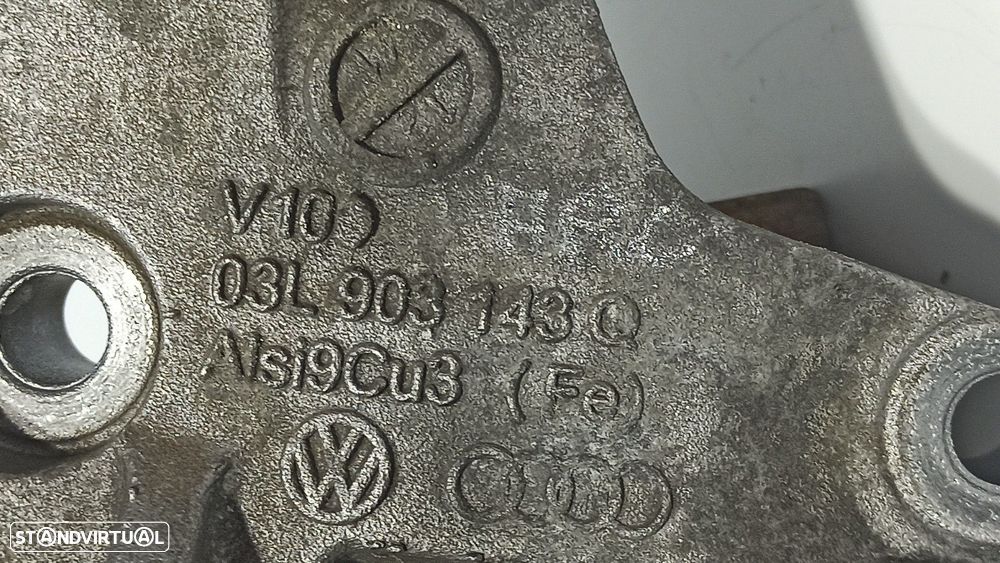 V10
03L 903 143 Q
AlSi9Cu3 (Fe)
STANDVIRTUAL